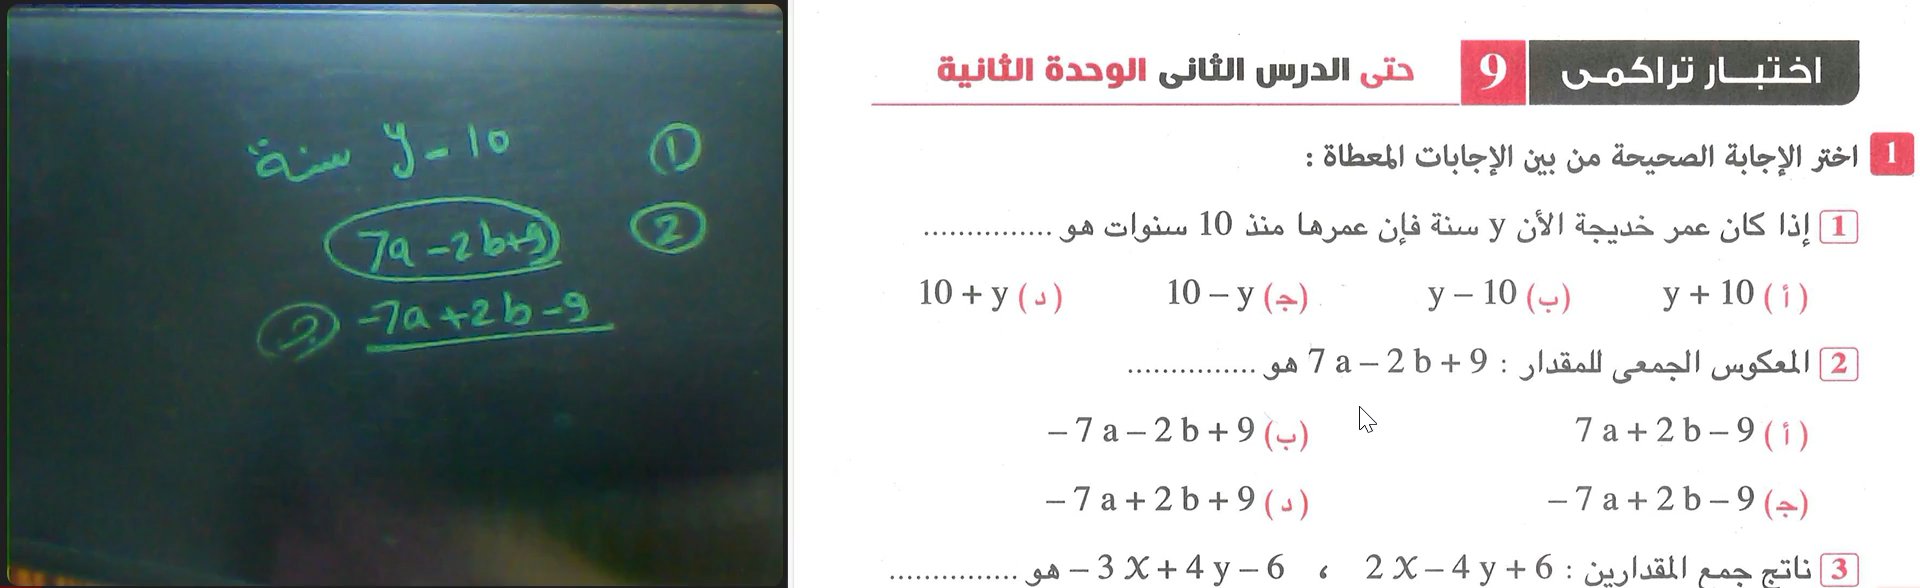 سنة y - 10 ①
7a - 2b + 9 ②
-7a + 2b - 9
اختبار تراكمى 9 حتى الدرس الثانى الوحدة الثانية
1 اختر الإجابة الصحيحة من بين الإجابات المعطاة :
1 إذا كان عمر خديجة الأن y سنة فإن عمرها منذ 10 سنوات هو ...............
(أ) y + 10 (ب) y – 10 (جـ) 10 – y (د) 10 + y
2 المعكوس الجمعى للمقدار : 7 a – 2 b + 9 هو ...............
(أ) 7 a + 2 b – 9 (ب) – 7 a – 2 b + 9
(جـ) – 7 a + 2 b – 9 (د) – 7 a + 2 b + 9
3 ناتج جمع المقدارين : 2 X – 4 y + 6 ، – 3 X + 4 y – 6 هو ...............